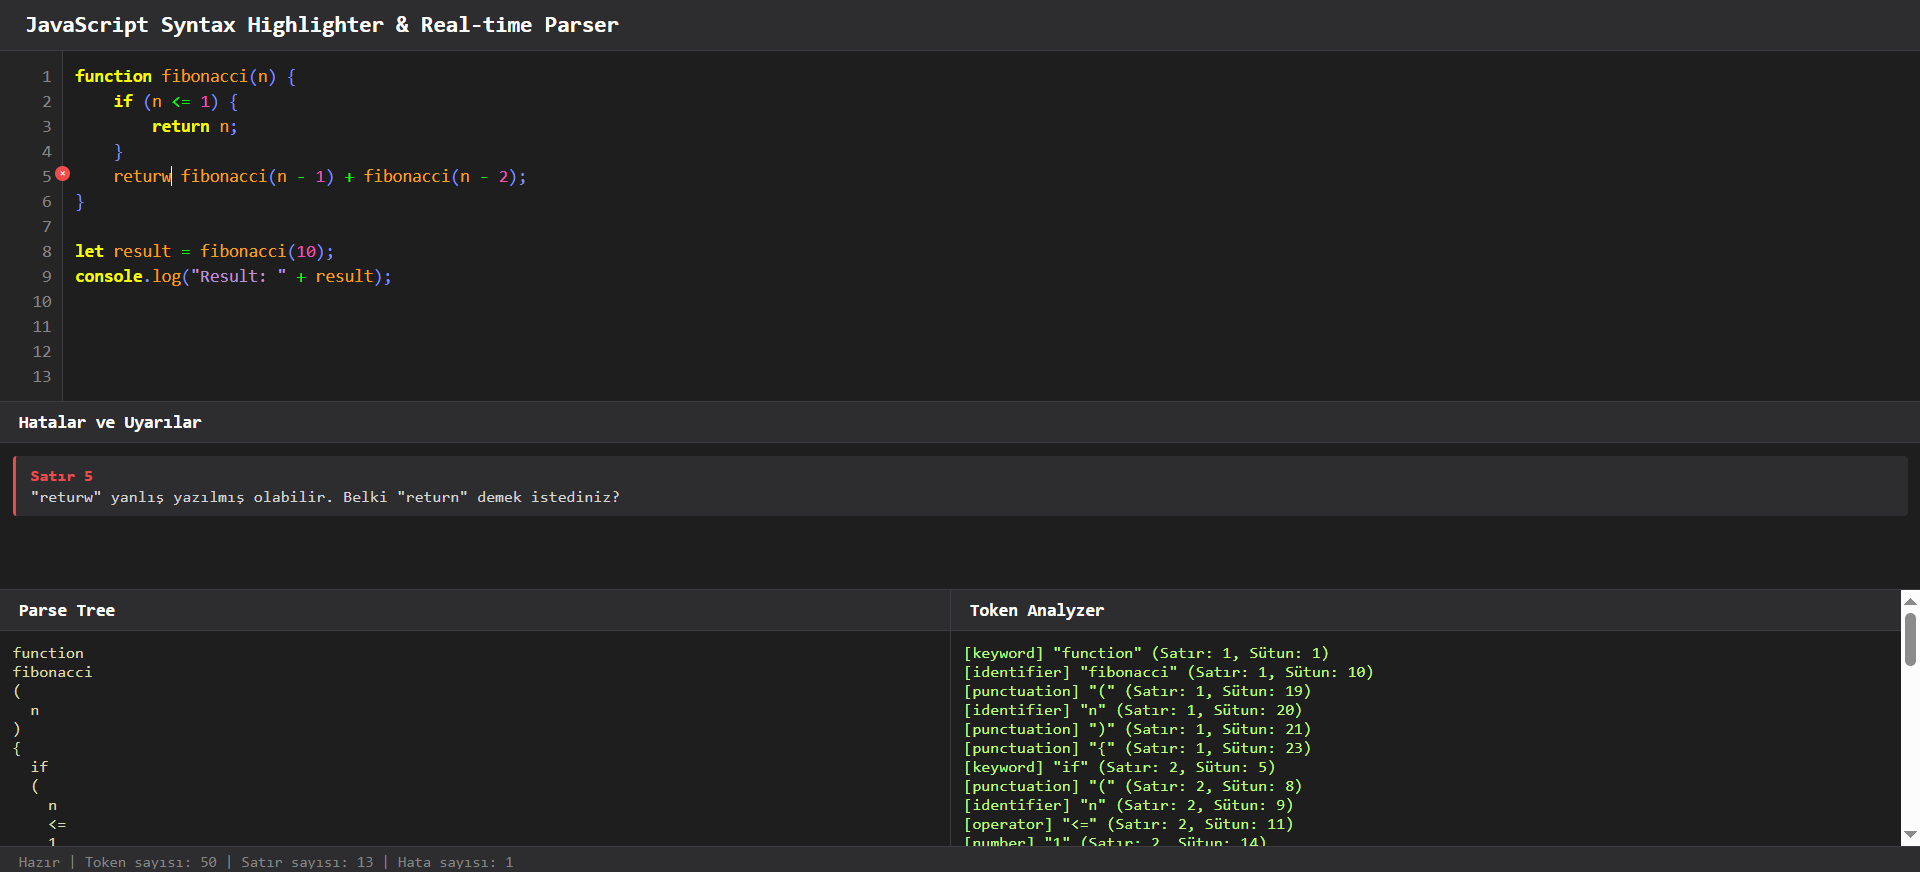 JavaScript Syntax Highlighter & Real-time Parser
1 function fibonacci(n) {
2 if (n <= 1) {
3 return n;
4 }
5 returw fibonacci(n - 1) + fibonacci(n - 2);
6 }
7
8 let result = fibonacci(10);
9 console.log("Result: " + result);
10
11
12
13
Hatalar ve Uyarılar
Satır 5
"returw" yanlış yazılmış olabilir. Belki "return" demek istediniz?
Parse Tree
function
fibonacci
(
n
)
{
if
(
n
<=
1
Token Analyzer
[keyword] "function" (Satır: 1, Sütun: 1)
[identifier] "fibonacci" (Satır: 1, Sütun: 10)
[punctuation] "(" (Satır: 1, Sütun: 19)
[identifier] "n" (Satır: 1, Sütun: 20)
[punctuation] ")" (Satır: 1, Sütun: 21)
[punctuation] "{" (Satır: 1, Sütun: 23)
[keyword] "if" (Satır: 2, Sütun: 5)
[punctuation] "(" (Satır: 2, Sütun: 8)
[identifier] "n" (Satır: 2, Sütun: 9)
[operator] "<=" (Satır: 2, Sütun: 11)
[number] "1" (Satır: 2, Sütun: 14)
Hazır | Token sayısı: 50 | Satır sayısı: 13 | Hata sayısı: 1